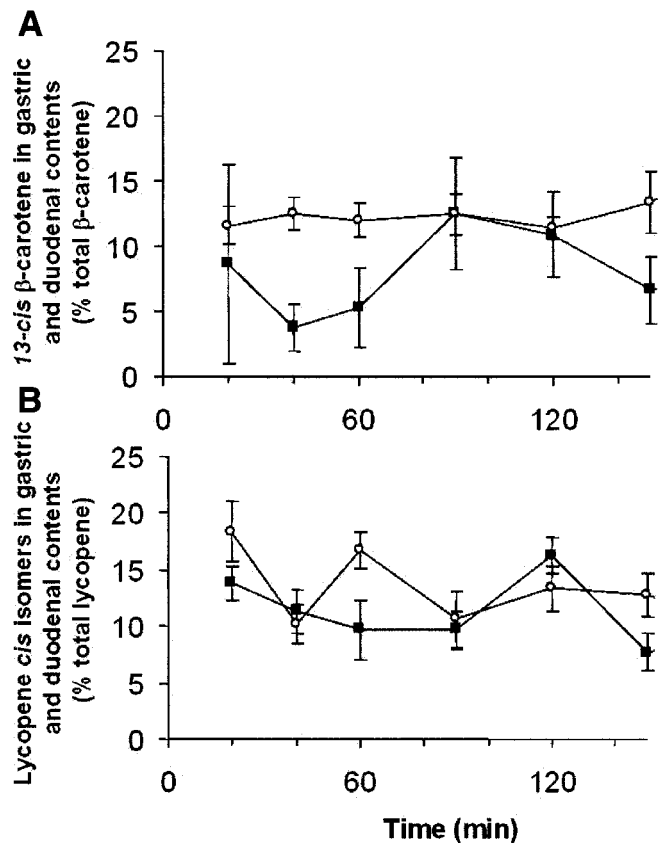 A
13-cis β-carotene in gastric
and duodenal contents
(% total β-carotene)
25
20
15
10
5
0
0
60
120
B
Lycopene cis isomers in gastric
and duodenal contents
(% total lycopene)
25
20
15
10
5
0
0
60
120
Time (min)